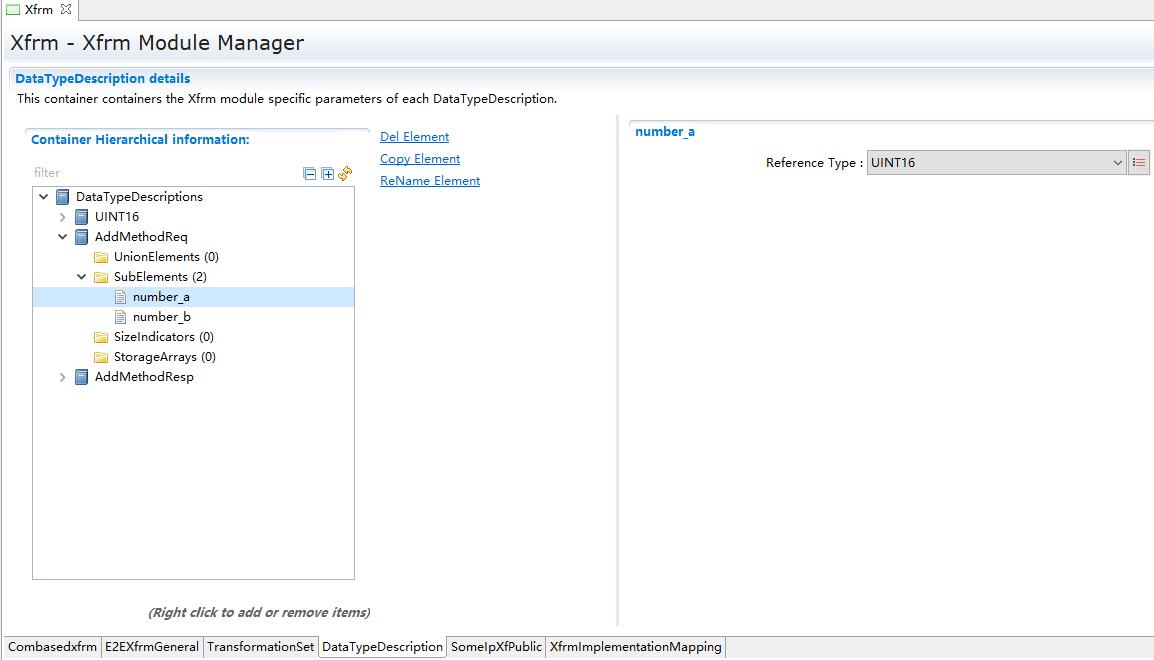 Xfrm
Xfrm - Xfrm Module Manager
DataTypeDescription details
This container containers the Xfrm module specific parameters of each DataTypeDescription.
Container Hierarchical information:
filter
DataTypeDescriptions
UINT16
AddMethodReq
UnionElements (0)
SubElements (2)
number_a
number_b
SizeIndicators (0)
StorageArrays (0)
AddMethodResp
(Right click to add or remove items)
Del Element
Copy Element
ReName Element
number_a
Reference Type : UINT16
Combasedxfrm E2EXfrmGeneral TransformationSet DataTypeDescription SomeIpXfPublic XfrmImplementationMapping